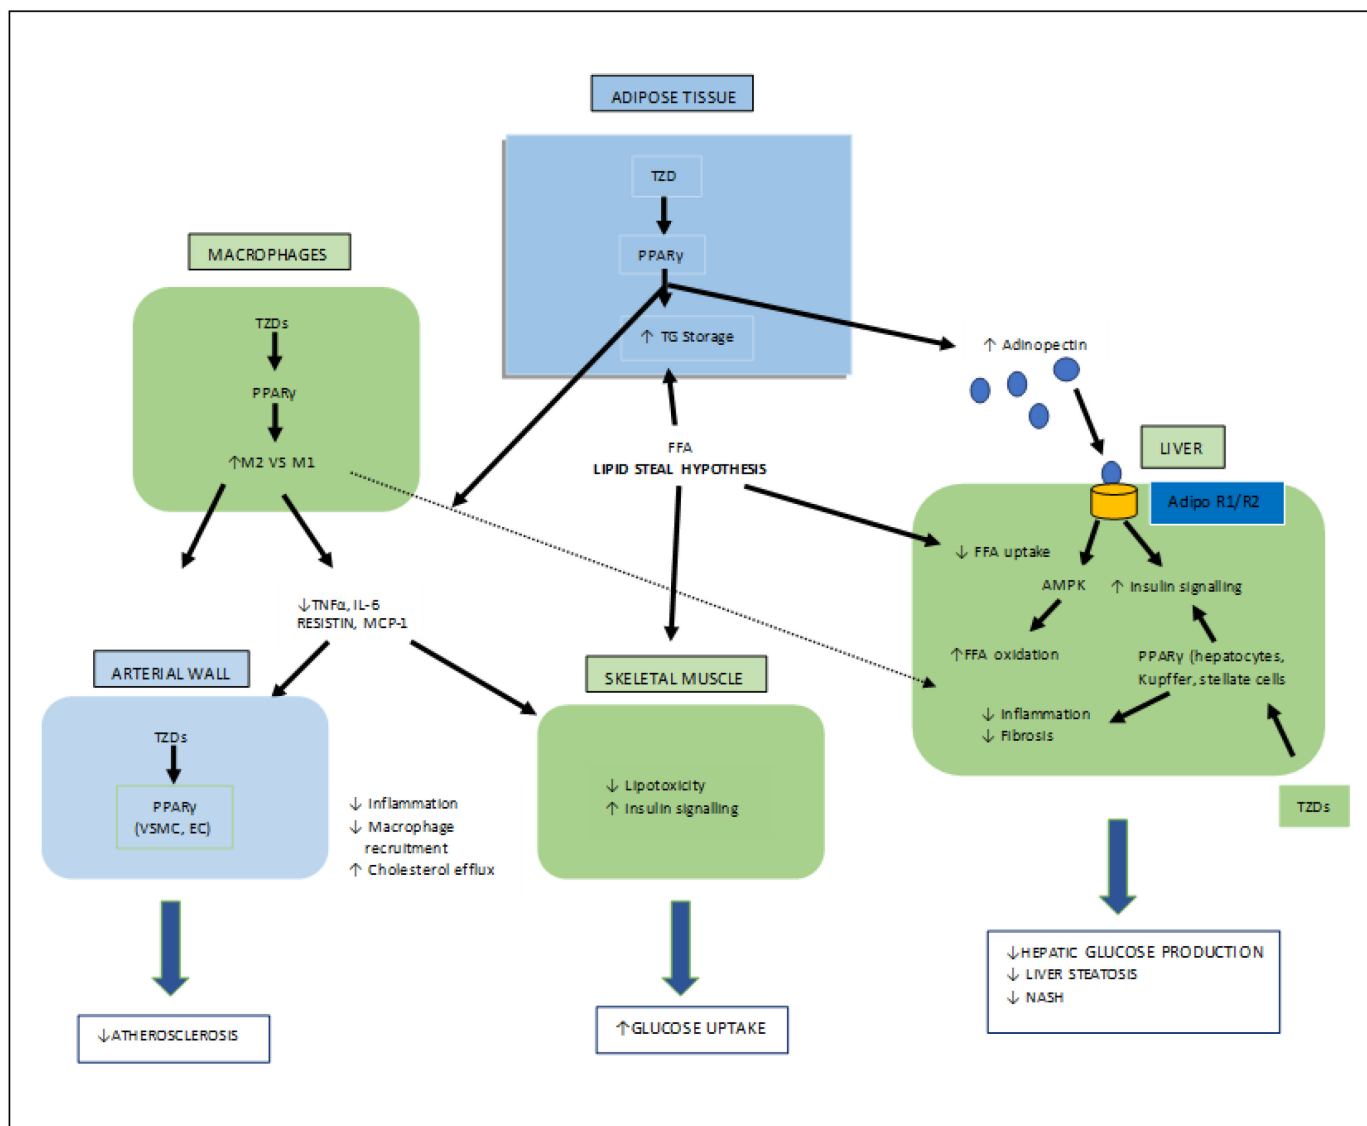 ADIPOSE TISSUE
TZD
PPARγ
↑ TG Storage
MACROPHAGES
TZDs
PPARγ
↑M2 VS M1
↑ Adinopectin
FFA
LIPID STEAL HYPOTHESIS
LIVER
Adipo R1/R2
↓ FFA uptake
AMPK
↑ Insulin signalling
↑FFA oxidation
PPARγ (hepatocytes,
Kupffer, stellate cells
↓ Inflammation
↓ Fibrosis
TZDs
↓TNFα, IL-6
RESISTIN, MCP-1
ARTERIAL WALL
TZDs
PPARγ
(VSMC, EC)
↓ Inflammation
↓ Macrophage
recruitment
↑ Cholesterol efflux
SKELETAL MUSCLE
↓ Lipotoxicity
↑ Insulin signalling
↓ATHEROSCLEROSIS
↑GLUCOSE UPTAKE
↓HEPATIC GLUCOSE PRODUCTION
↓ LIVER STEATOSIS
↓ NASH